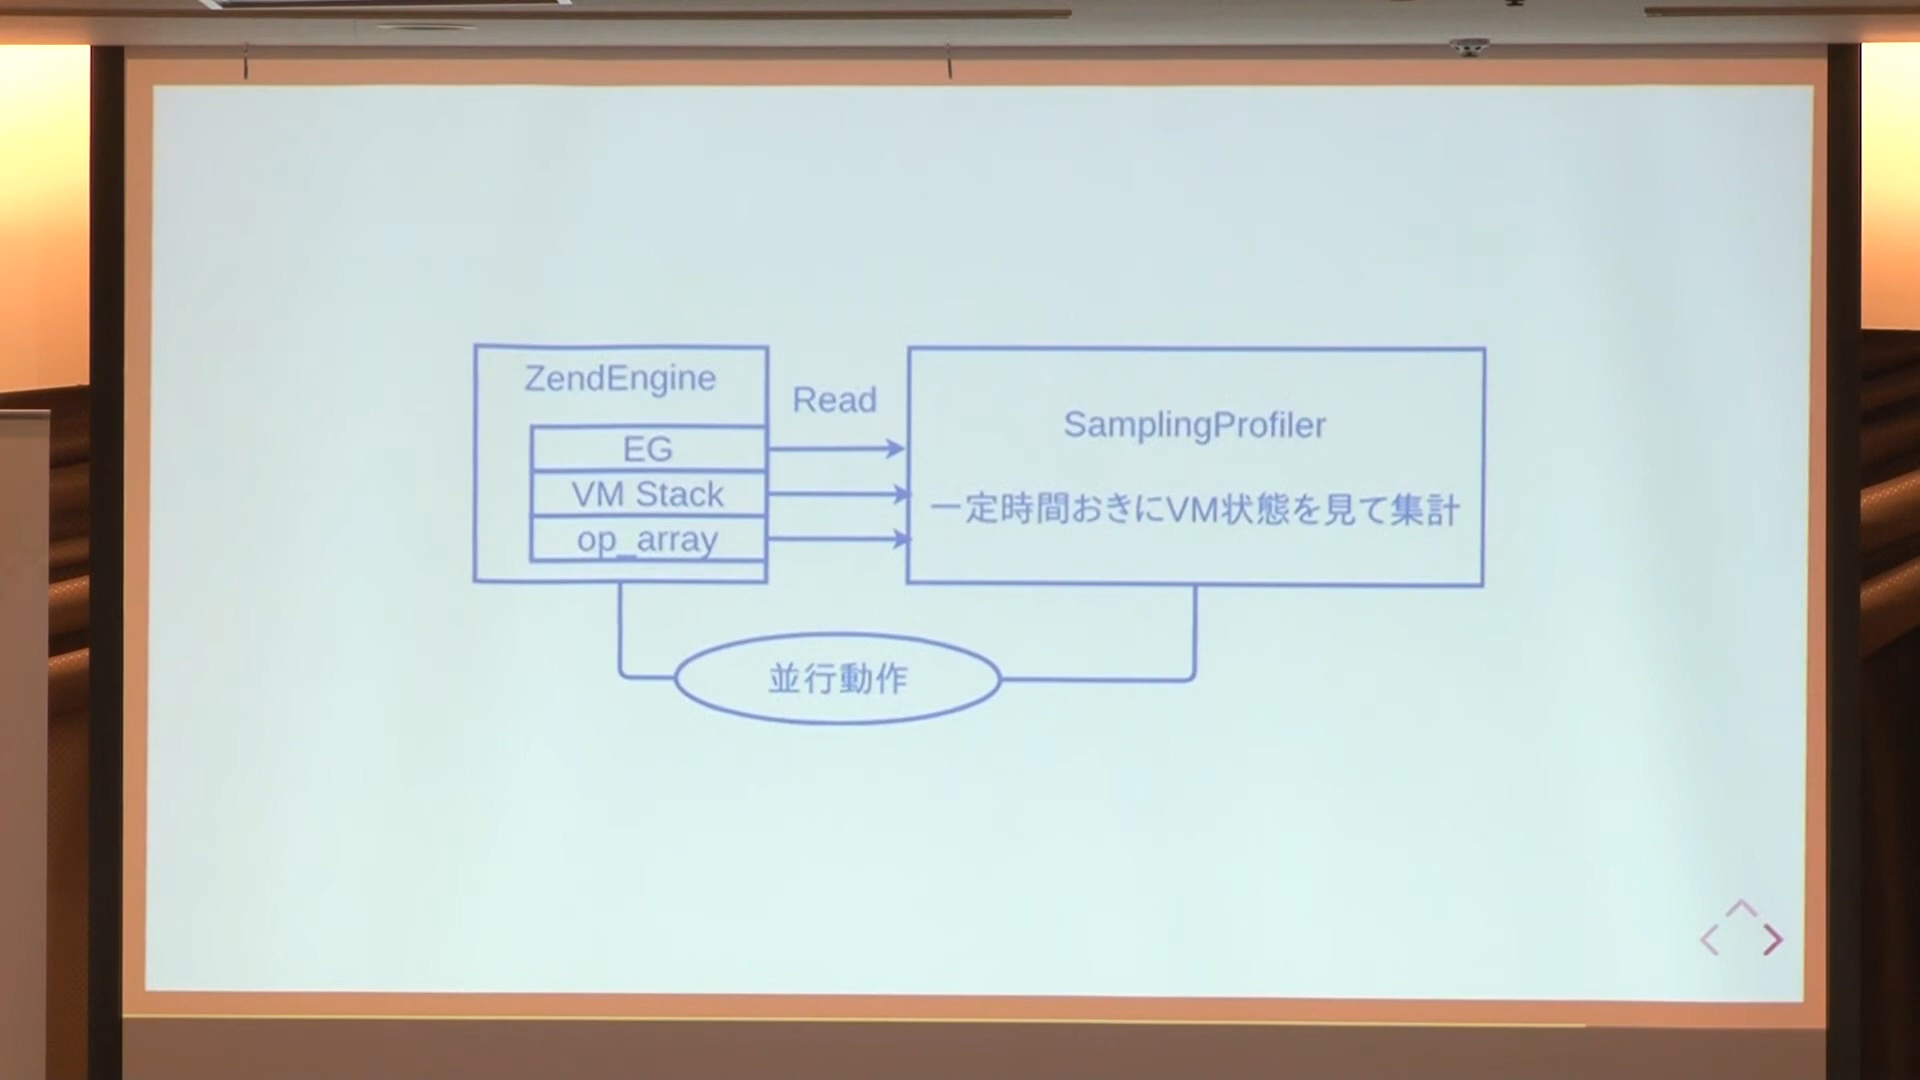 ZendEngine
EG
VM Stack
op_array
Read
SamplingProfiler
一定時間おきにVM状態を見て集計
並行動作